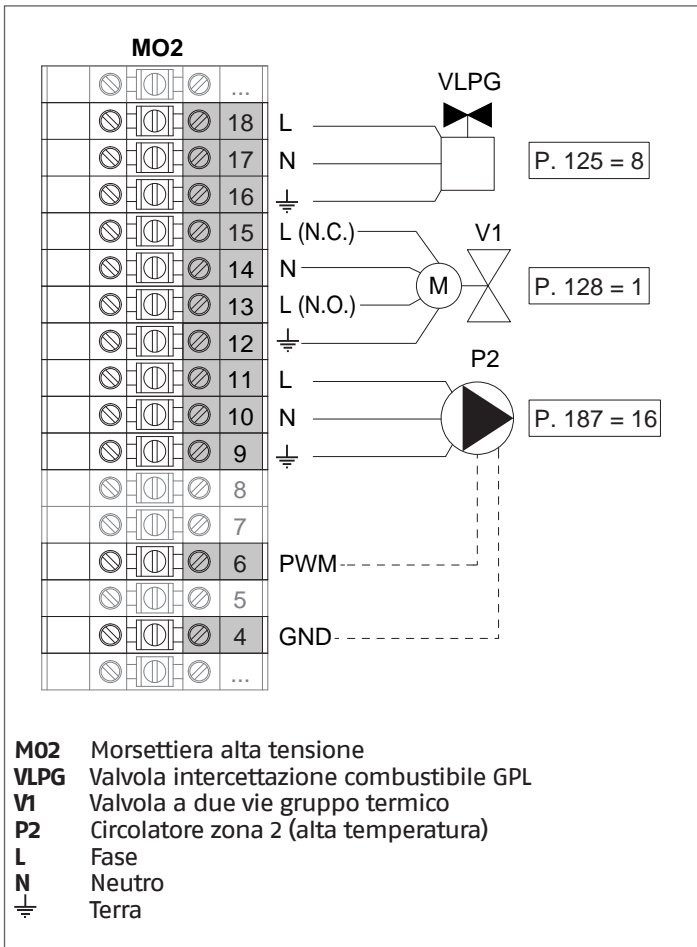 MO2
...
18 L VLPG
17 N P. 125 = 8
16
15 L (N.C.) V1
14 N M P. 128 = 1
13 L (N.O.)
12
11 L P2
10 N P. 187 = 16
9
8
7
6 PWM
5
4 GND
...
M02 Morsettiera alta tensione
VLPG Valvola intercettazione combustibile GPL
V1 Valvola a due vie gruppo termico
P2 Circolatore zona 2 (alta temperatura)
L Fase
N Neutro
Terra